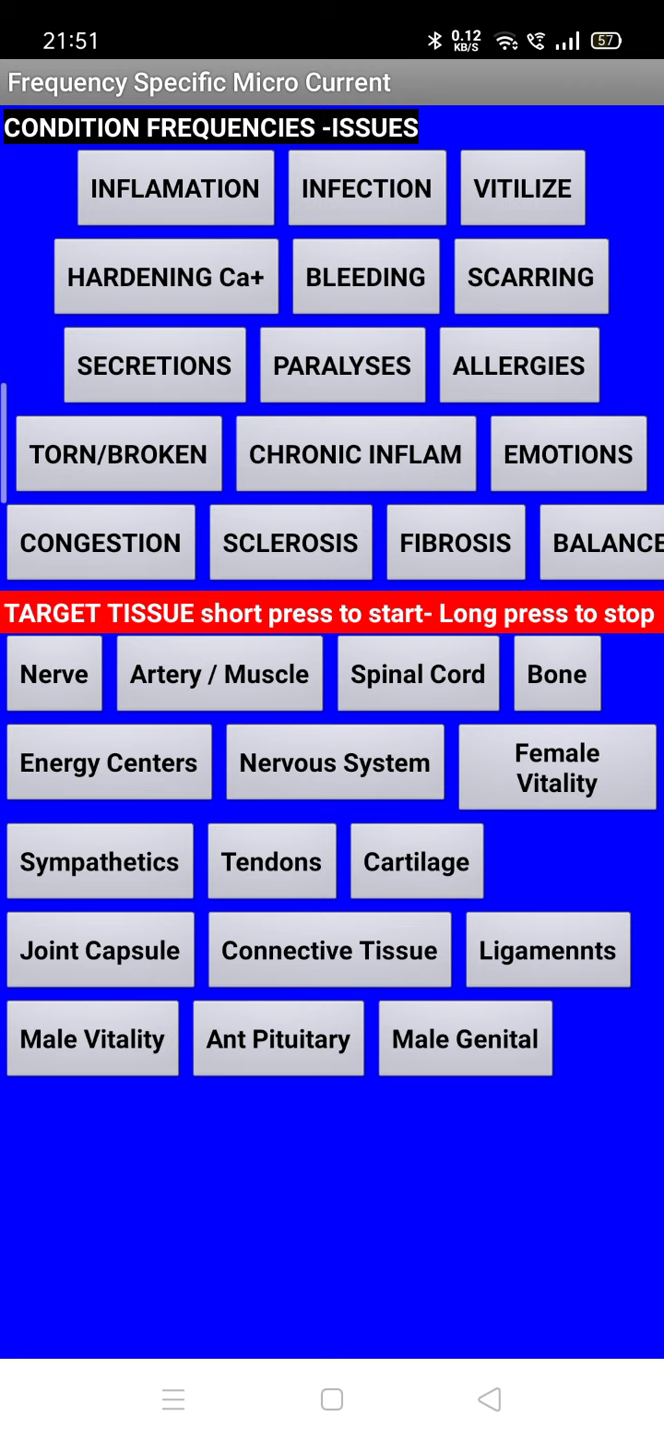 21:51 0.12 KB/S 57
Frequency Specific Micro Current
CONDITION FREQUENCIES -ISSUES
INFLAMATION INFECTION VITILIZE
HARDENING Ca+ BLEEDING SCARRING
SECRETIONS PARALYSES ALLERGIES
TORN/BROKEN CHRONIC INFLAM EMOTIONS
CONGESTION SCLEROSIS FIBROSIS BALANCE
TARGET TISSUE short press to start- Long press to stop
Nerve Artery / Muscle Spinal Cord Bone
Energy Centers Nervous System Female
Vitality
Sympathetics Tendons Cartilage
Joint Capsule Connective Tissue Ligamennts
Male Vitality Ant Pituitary Male Genital